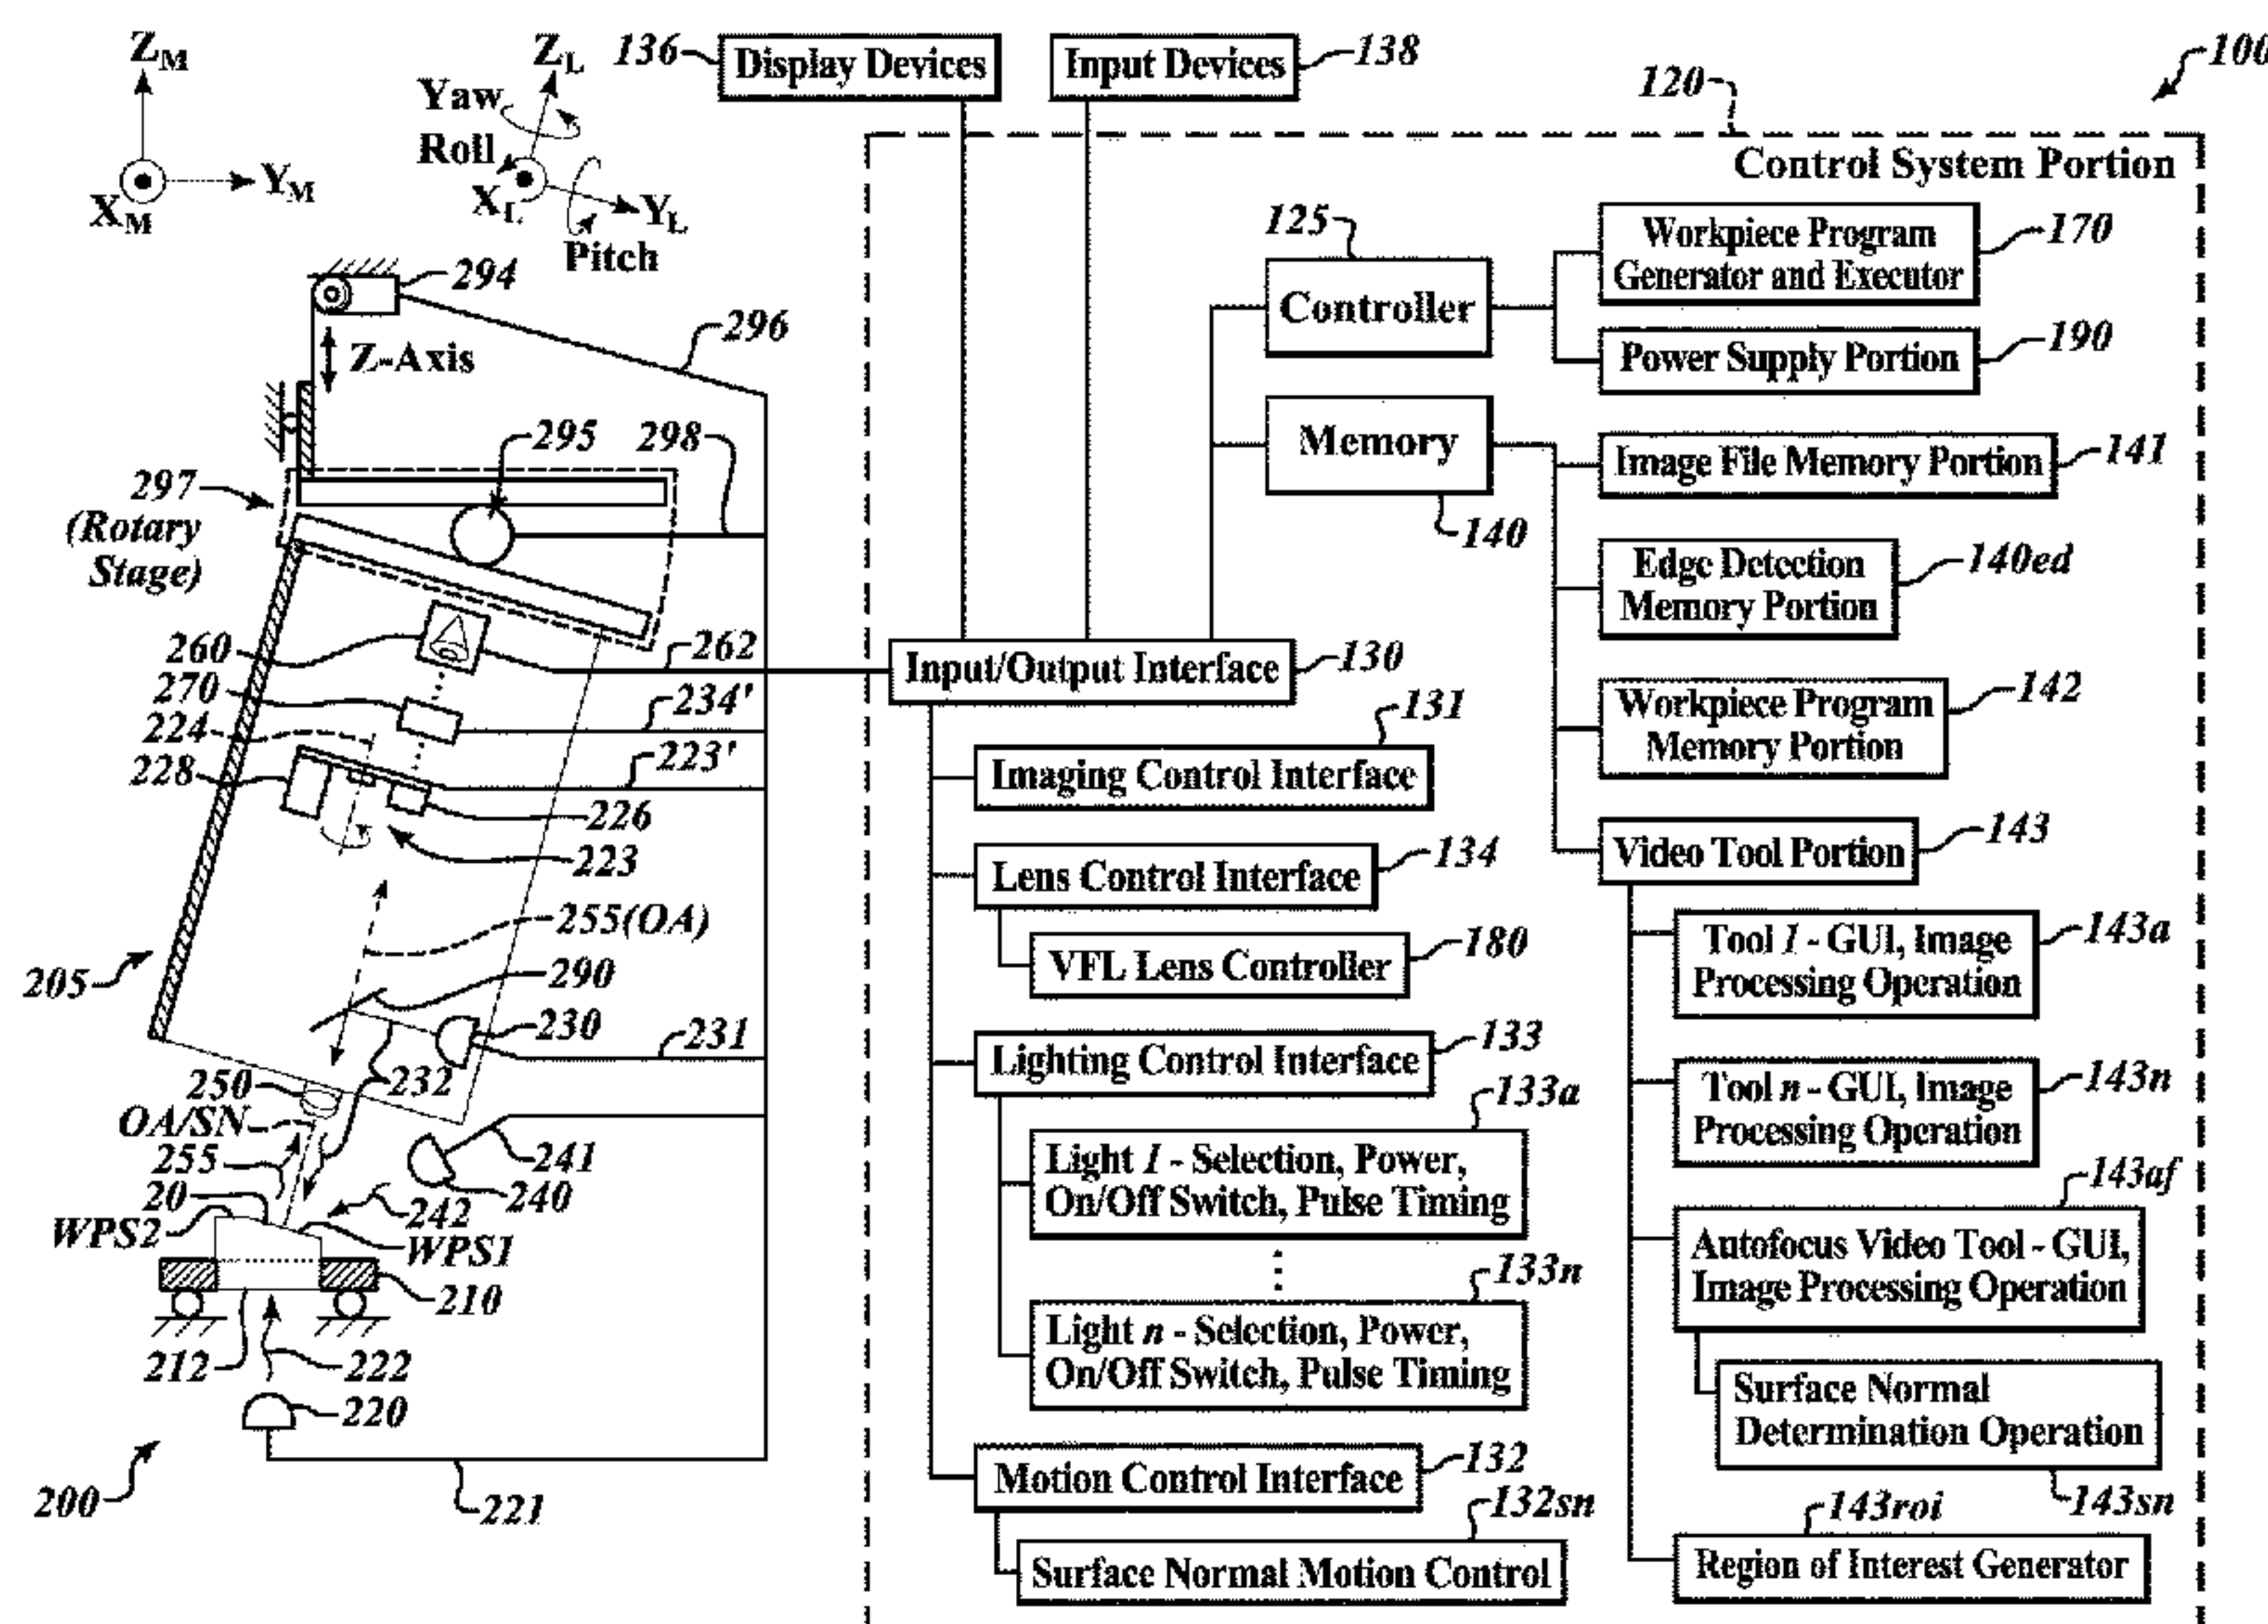 Z_M
Y_M
X_M
Z_L
Yaw
Roll
X_L
Y_L
Pitch
136
Display Devices
Input Devices
138
100
120
Control System Portion
125
Controller
Workpiece Program
Generator and Executor
170
Power Supply Portion
190
Memory
140
Image File Memory Portion
141
Edge Detection
Memory Portion
140ed
Workpiece Program
Memory Portion
142
Video Tool Portion
143
Tool 1 - GUI, Image
Processing Operation
143a
Tool n - GUI, Image
Processing Operation
143n
143af
Autofocus Video Tool - GUI,
Image Processing Operation
Surface Normal
Determination Operation
143sn
143roi
Region of Interest Generator
Input/Output Interface
130
131
Imaging Control Interface
134
Lens Control Interface
VFL Lens Controller
180
133
Lighting Control Interface
133a
Light 1 - Selection, Power,
On/Off Switch, Pulse Timing
133n
Light n - Selection, Power,
On/Off Switch, Pulse Timing
132
Motion Control Interface
132sn
Surface Normal Motion Control
294
296
Z-Axis
295
298
297
(Rotary
Stage)
260
262
270
234'
224
223'
228
226
223
255(OA)
205
290
230
231
250
232
OA/SN
255
241
20
240
242
WPS2
WPS1
210
212
222
220
200
221